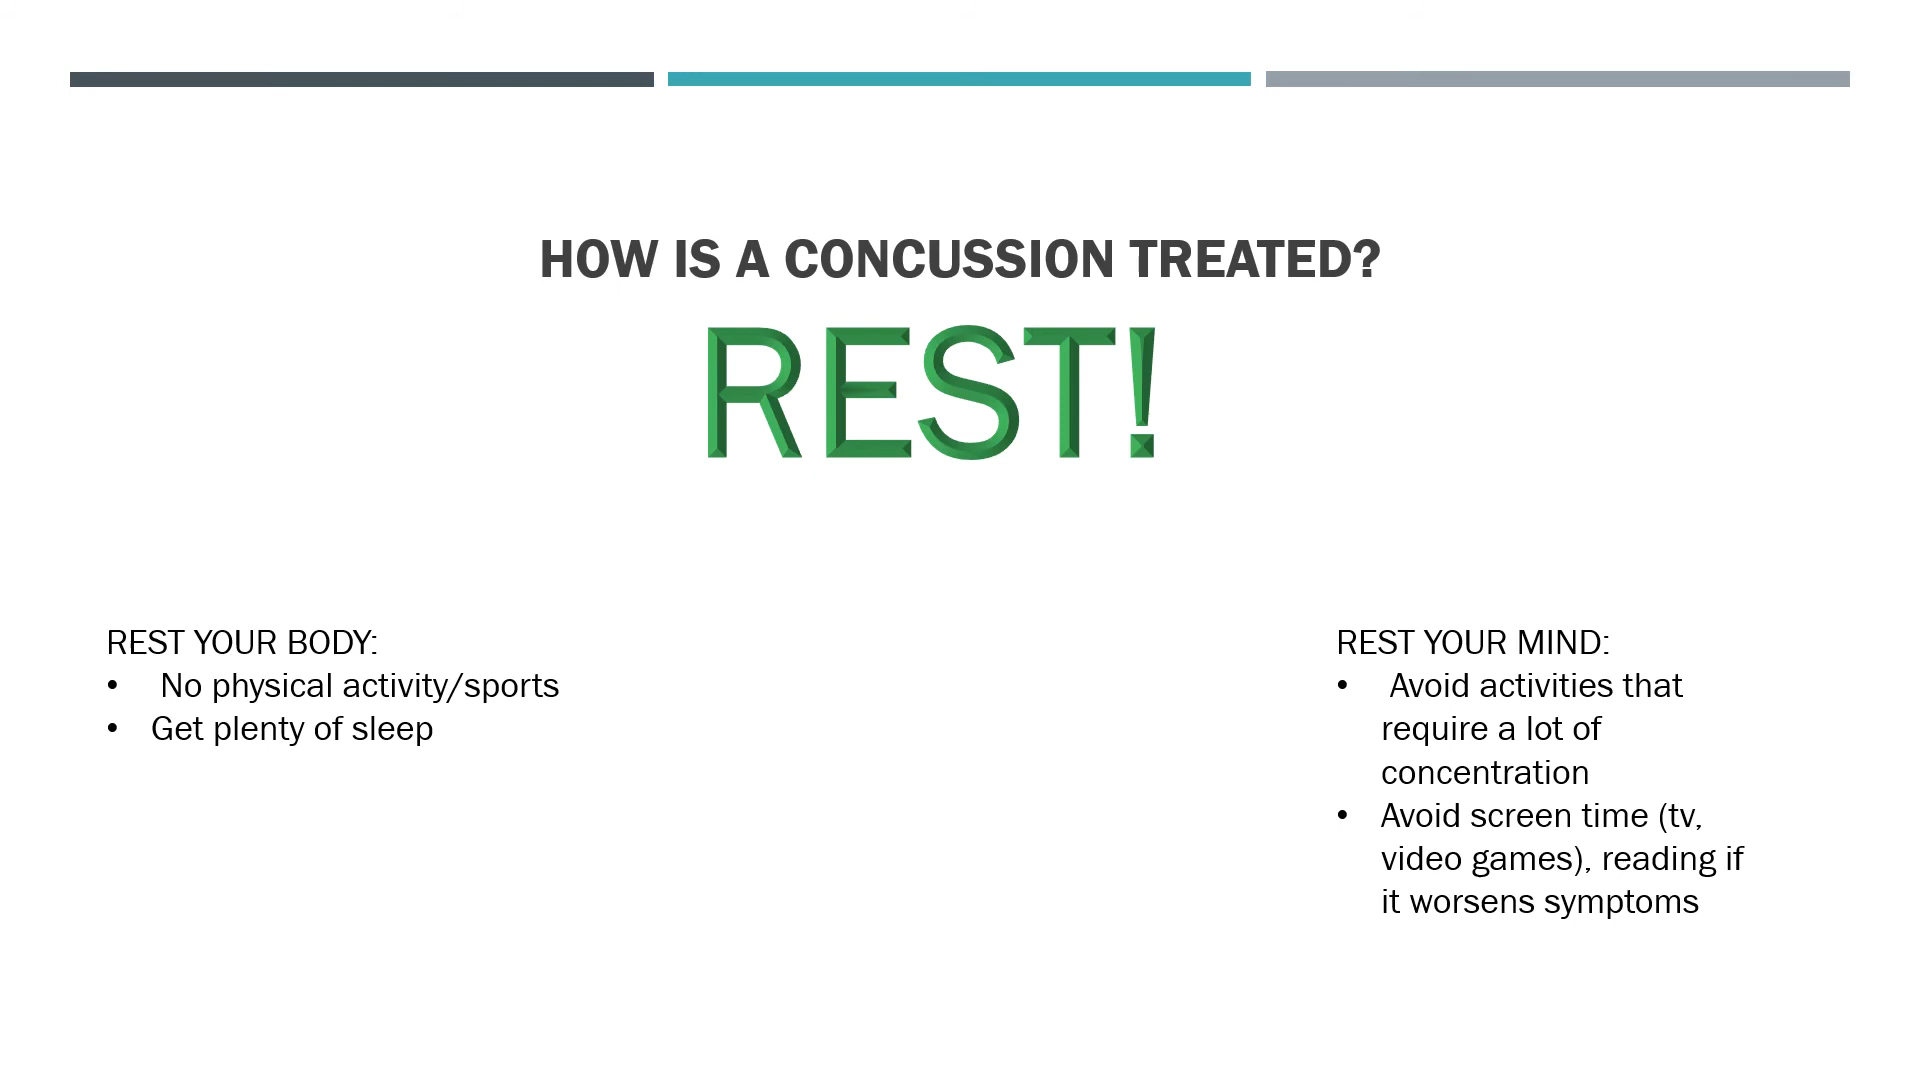 HOW IS A CONCUSSION TREATED?
REST!
REST YOUR BODY:
• No physical activity/sports
• Get plenty of sleep
REST YOUR MIND:
• Avoid activities that
require a lot of
concentration
• Avoid screen time (tv,
video games), reading if
it worsens symptoms